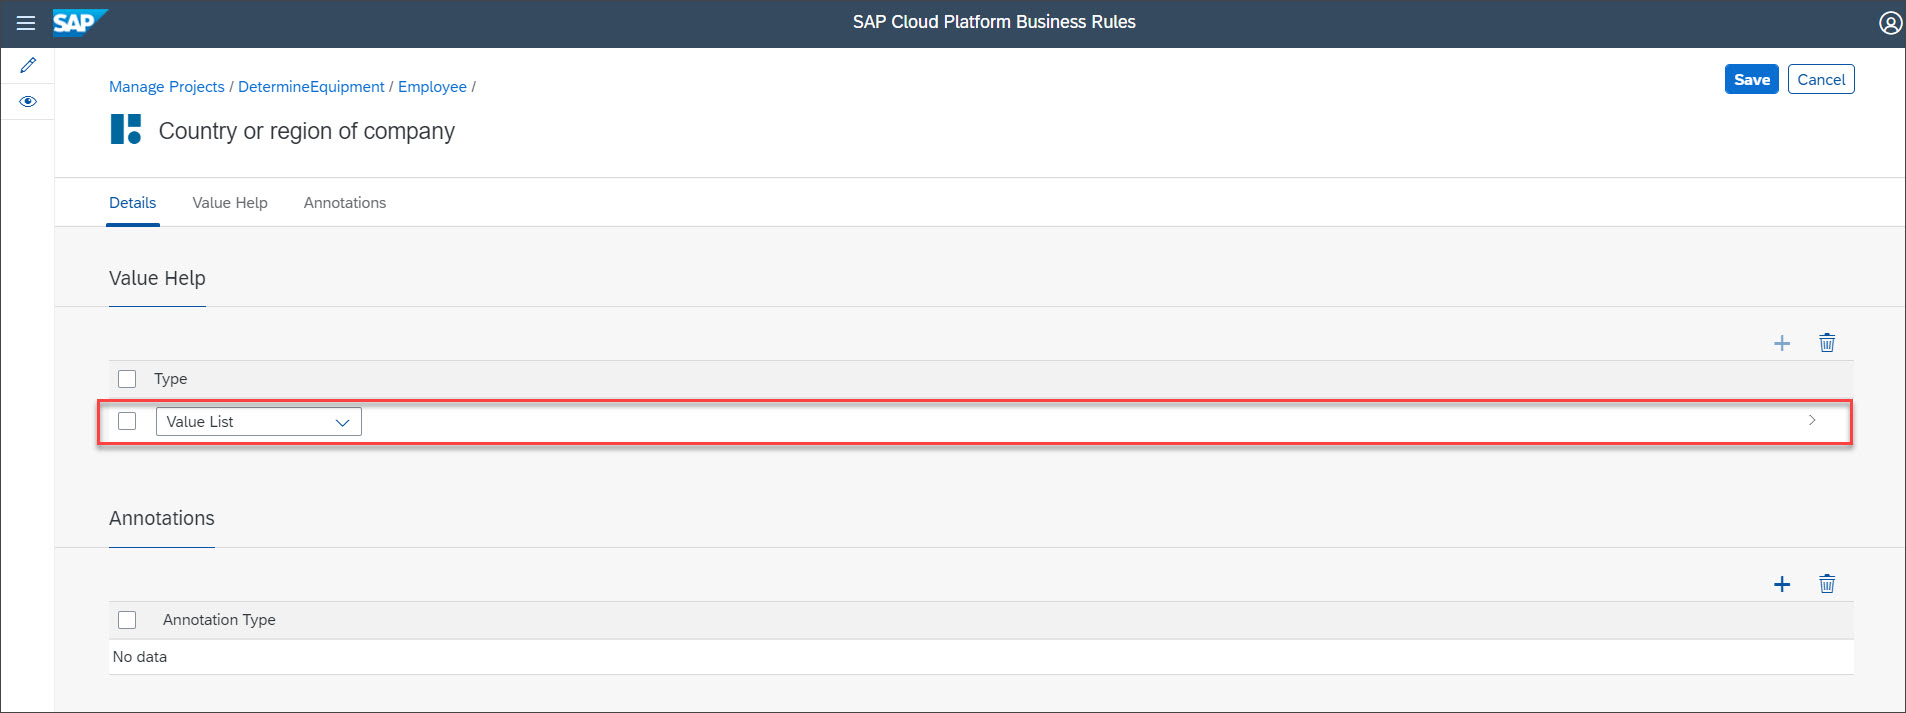 SAP
SAP Cloud Platform Business Rules
Manage Projects / DetermineEquipment / Employee /
Save Cancel
Country or region of company
Details Value Help Annotations
Value Help
Type
Value List
Annotations
Annotation Type
No data